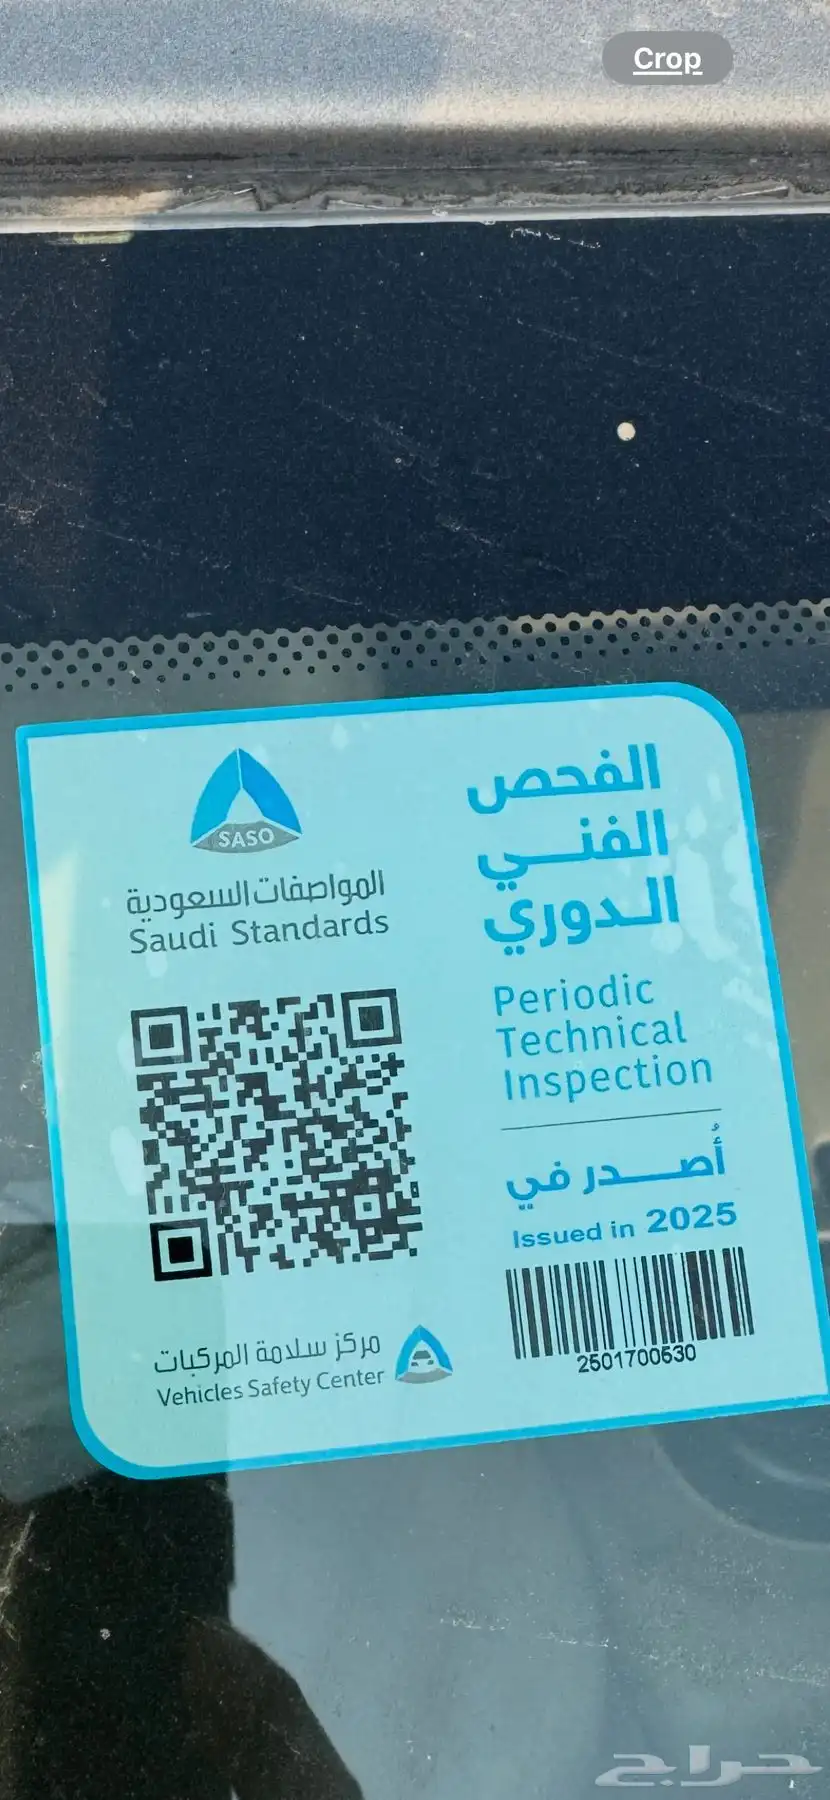 Crop
SASO
المواصفات السعودية
Saudi Standards
الفحص
الفني
الدوري
Periodic
Technical
Inspection
أُصدر في
Issued in 2025
2501700530
مركز سلامة المركبات
Vehicles Safety Center
حراج